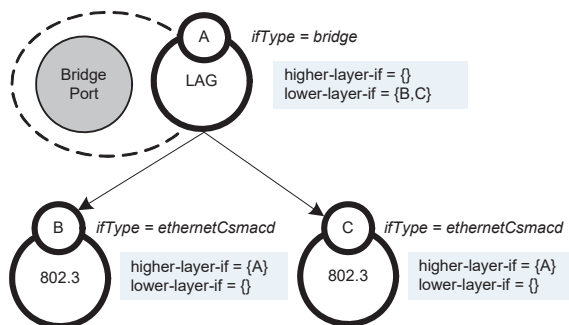 A
ifType = bridge
Bridge
Port
LAG
higher-layer-if = {}
lower-layer-if = {B,C}
B
ifType = ethernetCsmacd
C
ifType = ethernetCsmacd
802.3
higher-layer-if = {A}
lower-layer-if = {}
802.3
higher-layer-if = {A}
lower-layer-if = {}